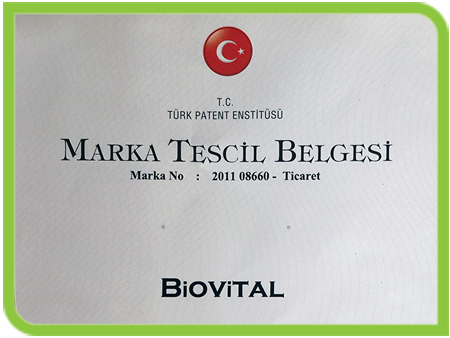 T.C.
TÜRK PATENT ENSTİTÜSÜ
MARKA TESCİL BELGESİ
Marka No : 2011 08660 - Ticaret
BiOViTAL